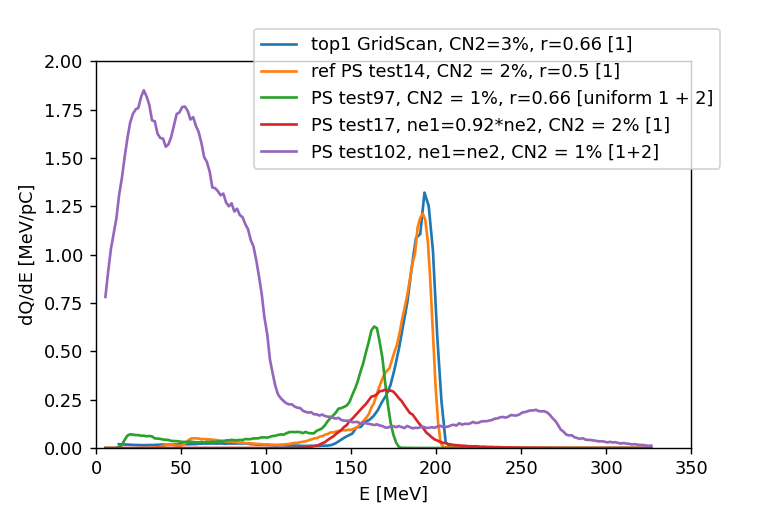 top1 GridScan, CN2=3%, r=0.66 [1]
ref PS test14, CN2 = 2%, r=0.5 [1]
PS test97, CN2 = 1%, r=0.66 [uniform 1 + 2]
PS test17, ne1=0.92*ne2, CN2 = 2% [1]
PS test102, ne1=ne2, CN2 = 1% [1+2]
2.00
1.75
1.50
1.25
1.00
0.75
0.50
0.25
0.00
dQ/dE [MeV/pC]
0 50 100 150 200 250 300 350
E [MeV]